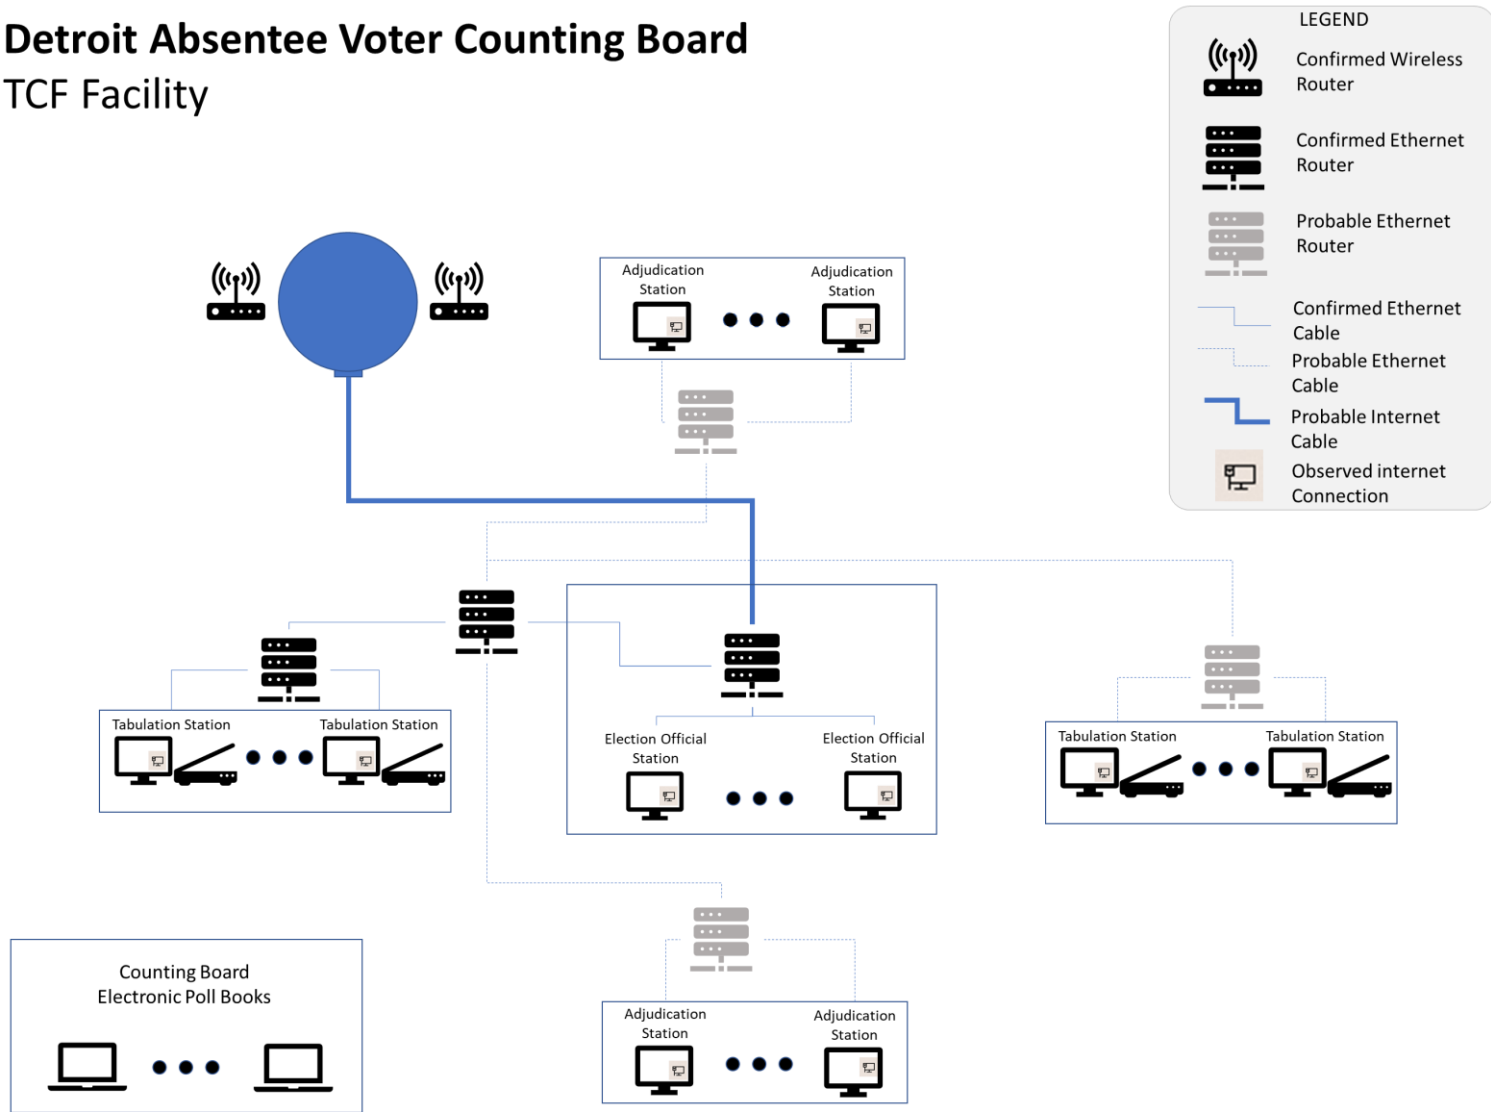 Detroit Absentee Voter Counting Board
TCF Facility
LEGEND
Confirmed Wireless
Router
Confirmed Ethernet
Router
Probable Ethernet
Router
Confirmed Ethernet
Cable
Probable Ethernet
Cable
Probable Internet
Cable
Observed internet
Connection
Adjudication
Station
Adjudication
Station
Tabulation Station
Tabulation Station
Election Official
Station
Election Official
Station
Tabulation Station
Tabulation Station
Counting Board
Electronic Poll Books
Adjudication
Station
Adjudication
Station